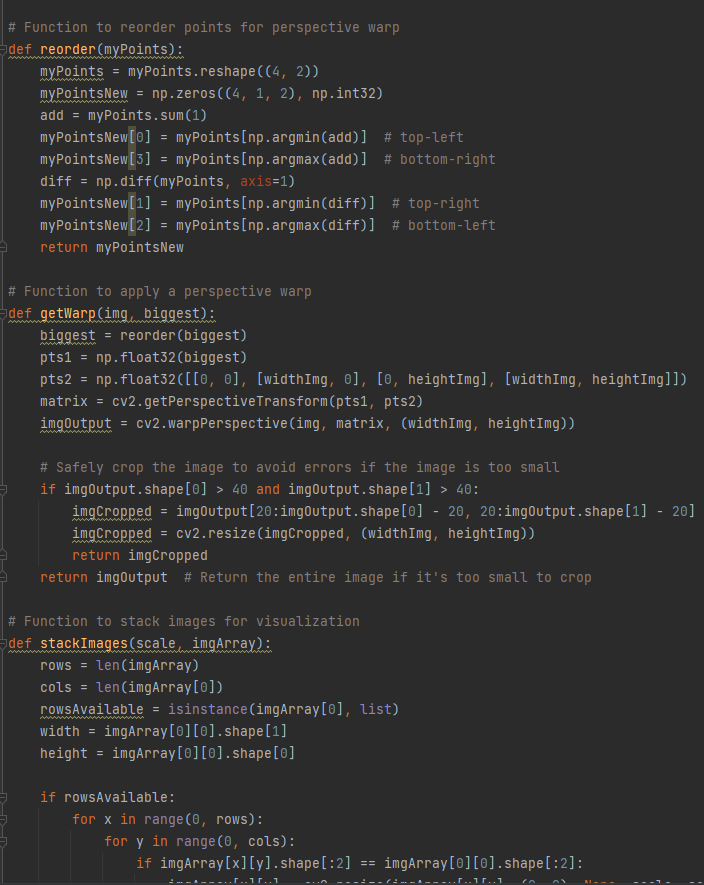 # Function to reorder points for perspective warp
def reorder(myPoints):
    myPoints = myPoints.reshape((4, 2))
    myPointsNew = np.zeros((4, 1, 2), np.int32)
    add = myPoints.sum(1)
    myPointsNew[0] = myPoints[np.argmin(add)]  # top-left
    myPointsNew[3] = myPoints[np.argmax(add)]  # bottom-right
    diff = np.diff(myPoints, axis=1)
    myPointsNew[1] = myPoints[np.argmin(diff)]  # top-right
    myPointsNew[2] = myPoints[np.argmax(diff)]  # bottom-left
    return myPointsNew
# Function to apply a perspective warp
def getWarp(img, biggest):
    biggest = reorder(biggest)
    pts1 = np.float32(biggest)
    pts2 = np.float32([[0, 0], [widthImg, 0], [0, heightImg], [widthImg, heightImg]])
    matrix = cv2.getPerspectiveTransform(pts1, pts2)
    imgOutput = cv2.warpPerspective(img, matrix, (widthImg, heightImg))
    # Safely crop the image to avoid errors if the image is too small
    if imgOutput.shape[0] > 40 and imgOutput.shape[1] > 40:
        imgCropped = imgOutput[20:imgOutput.shape[0] - 20, 20:imgOutput.shape[1] - 20]
        imgCropped = cv2.resize(imgCropped, (widthImg, heightImg))
        return imgCropped
    return imgOutput  # Return the entire image if it's too small to crop
# Function to stack images for visualization
def stackImages(scale, imgArray):
    rows = len(imgArray)
    cols = len(imgArray[0])
    rowsAvailable = isinstance(imgArray[0], list)
    width = imgArray[0][0].shape[1]
    height = imgArray[0][0].shape[0]
    if rowsAvailable:
        for x in range(0, rows):
            for y in range(0, cols):
                if imgArray[x][y].shape[:2] == imgArray[0][0].shape[:2]: